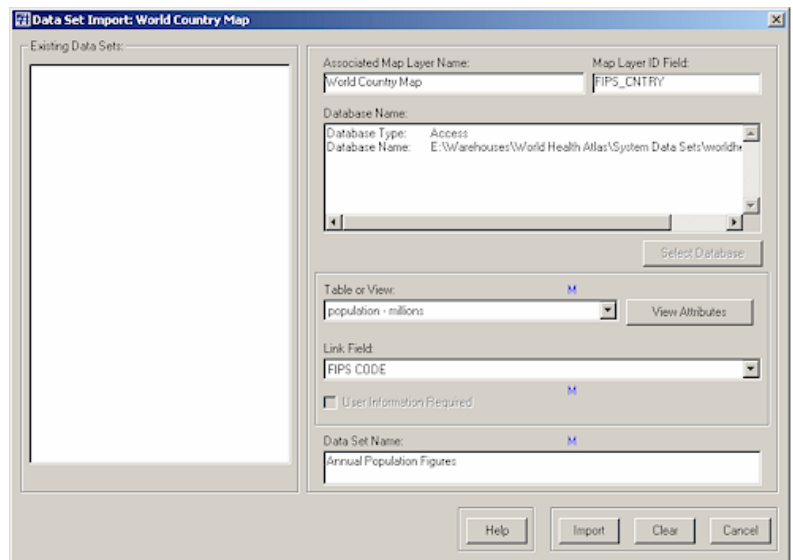 Data Set Import: World Country Map
Existing Data Sets:
Associated Map Layer Name:
Map Layer ID Field:
World Country Map
FIPS_CNTRY
Database Name:
Database Type: Access
Database Name: E:\Warehouses\World Health Atlas\System Data Sets\worldhe
Select Database
Table or View:
M
population - millions
View Attributes
Link Field:
FIPS CODE
M
User Information Required
Data Set Name:
M
Annual Population Figures
Help
Import
Clear
Cancel